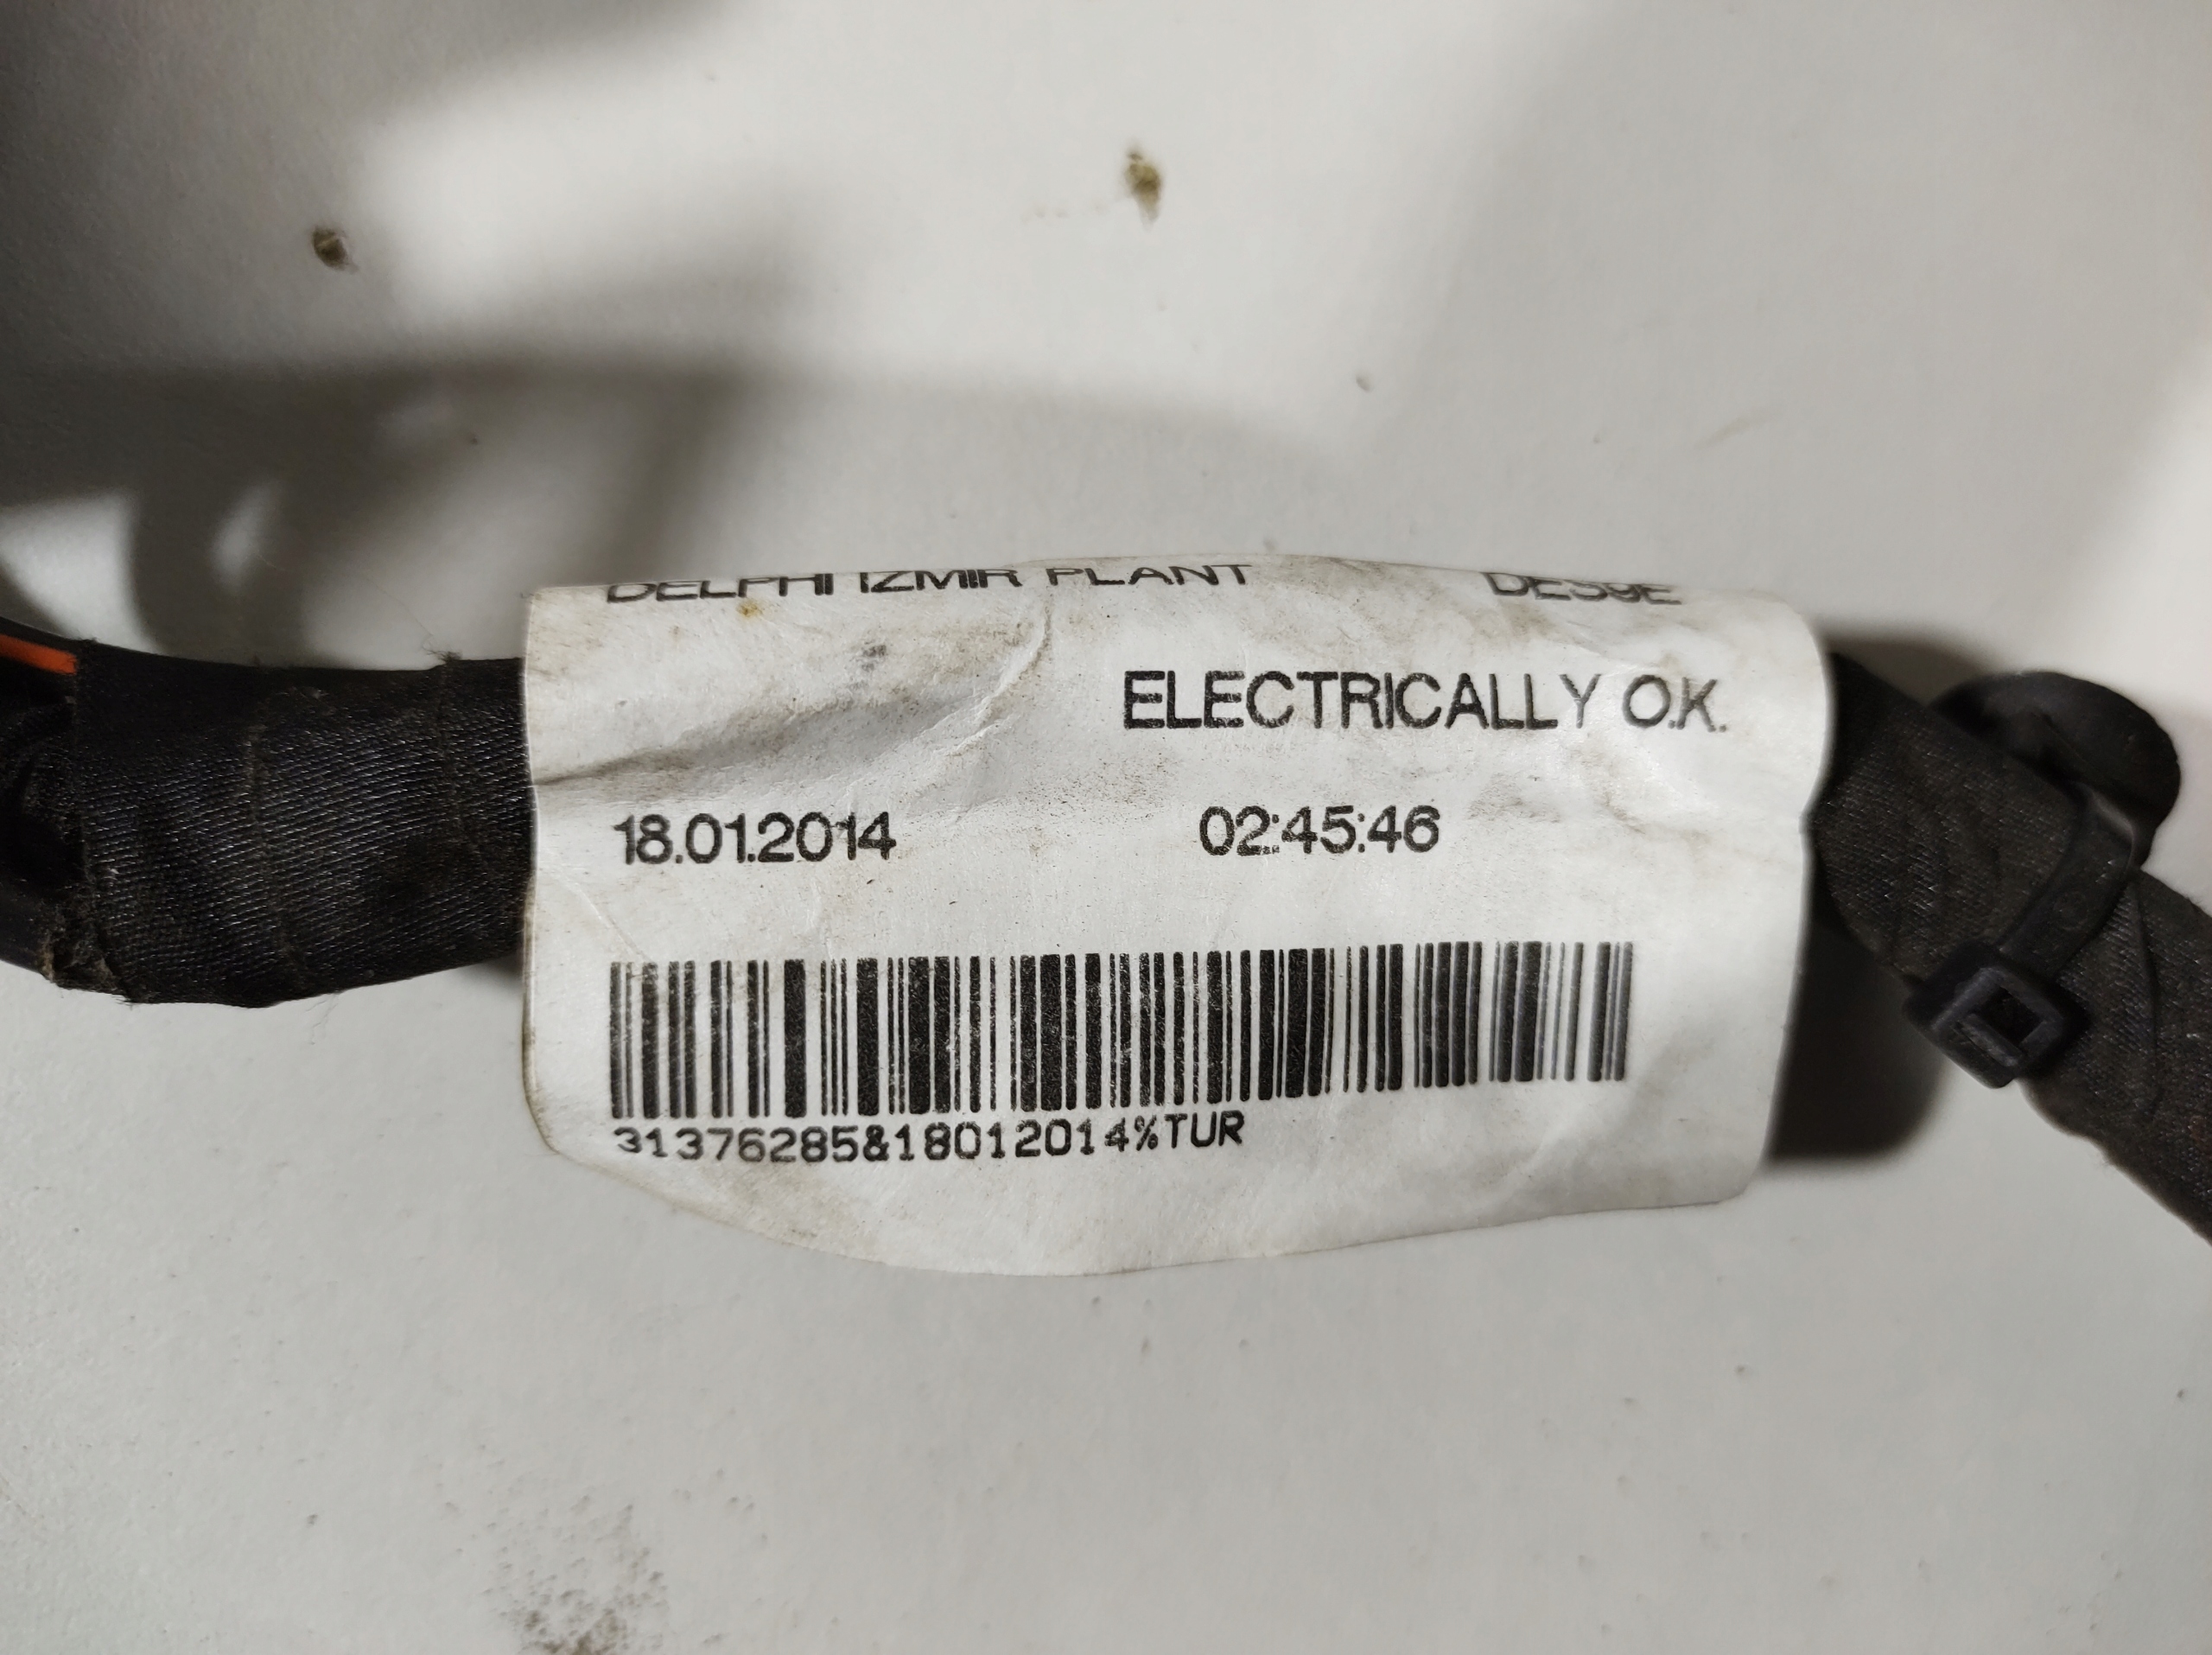 DELPHI IZMIR PLANT
ELECTRICALLY O.K.
18.01.2014 02:45:46
31376285&18012014%TUR